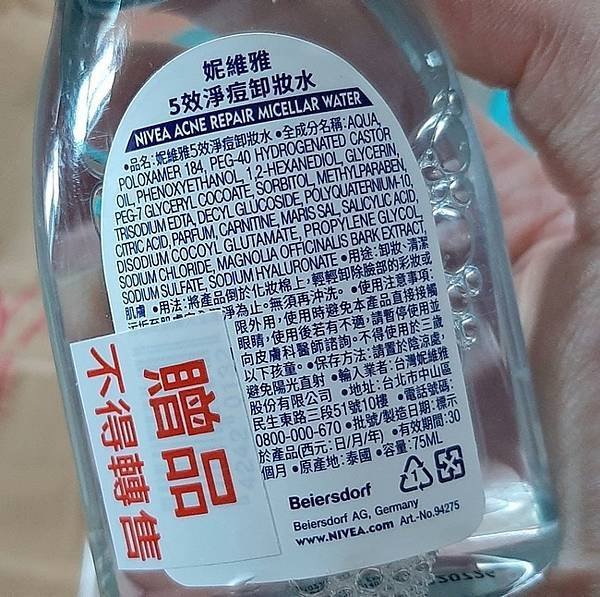 妮維雅
5效淨痘卸妝水
NIVEA ACNE REPAIR MICELLAR WATER
•品名:妮維雅5效淨痘卸妝水 •全成分名稱:AQUA,
POLOXAMER 184, PEG-40 HYDROGENATED CASTOR
OIL, PHENOXYETHANOL, 1,2-HEXANEDIOL, GLYCERIN,
PEG-7 GLYCERYL COCOATE, SORBITOL, METHYLPARABEN,
TRISODIUM EDTA, DECYL GLUCOSIDE, POLYQUATERNIUM-10,
CITRIC ACID, PARFUM, CARNITINE, MARIS SAL, SALICYLIC ACID,
DISODIUM COCOYL GLUTAMATE, PROPYLENE GLYCOL,
SODIUM CHLORIDE, MAGNOLIA OFFICINALIS BARK EXTRACT,
SODIUM SULFATE, SODIUM HYALURONATE •用途:卸妝、清潔
肌膚 •用法:將產品倒於化妝棉上,輕輕卸除臉部的彩妝或
淨為止。無須再沖洗。 •使用注意事項:
限外用,使用時避免本產品直接接觸
眼睛,使用後若有不適,請暫停使用並
向皮膚科醫師諮詢。不得使用於三歲
以下孩童。 •保存方法:請置於陰涼處,
避免陽光直射 •輸入業者:台灣妮維雅
股份有限公司 •地址:台北市中山區
民生東路三段51號10樓 •電話號碼:
0800-000-670 •批號/製造日期:標示
於產品(西元:日/月/年) •有效期間:30
個月 •原產地:泰國 •容量:75ML
Beiersdorf
Beiersdorf AG, Germany
www.NIVEA.com Art.-No.94275
1
贈品
不得轉售